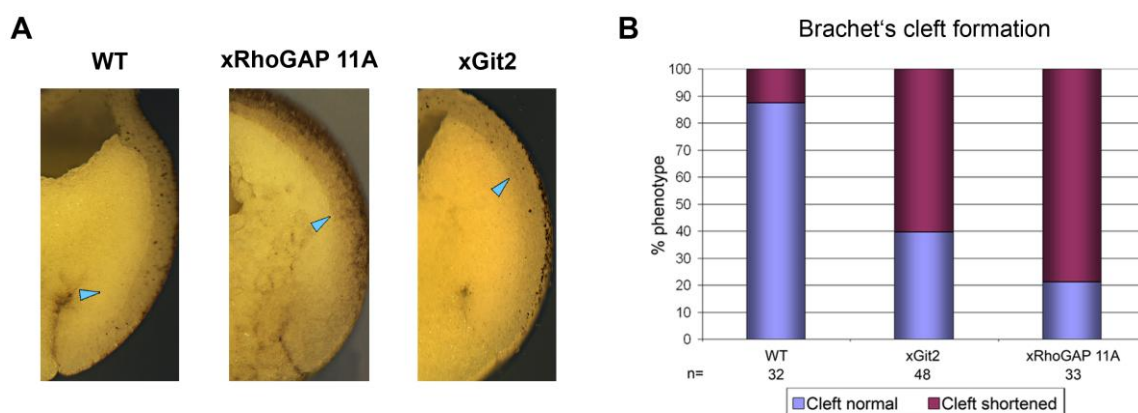 A
WT xRhoGAP 11A xGit2
B
Brachet‘s cleft formation
% phenotype
100
90
80
70
60
50
40
30
20
10
0
WT xGit2 xRhoGAP 11A
n= 32 48 33
Cleft normal Cleft shortened